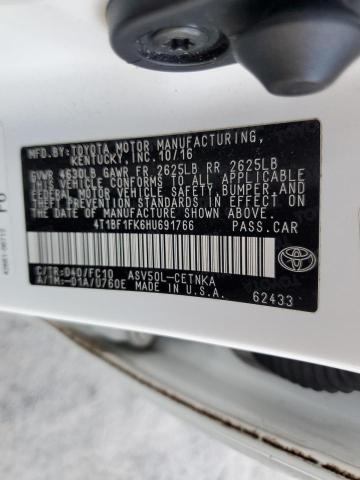 MFD.BY: TOYOTA MOTOR MANUFACTURING,
KENTUCKY, INC. 10/16
GVWR 4630LB GAWR FR 2625LB RR 2625LB
THIS VEHICLE CONFORMS TO ALL APPLICABLE
FEDERAL MOTOR VEHICLE SAFETY, BUMPER, AND
THEFT PREVENTION STANDARDS IN EFFECT ON
THE DATE OF MANUFACTURE SHOWN ABOVE.
4T1BF1FK6HU691766 PASS.CAR
C/TR:040/FC10 ASV50L-CETNKA
A/TM:-01A/U760E MADE IN U.S.A.
62433